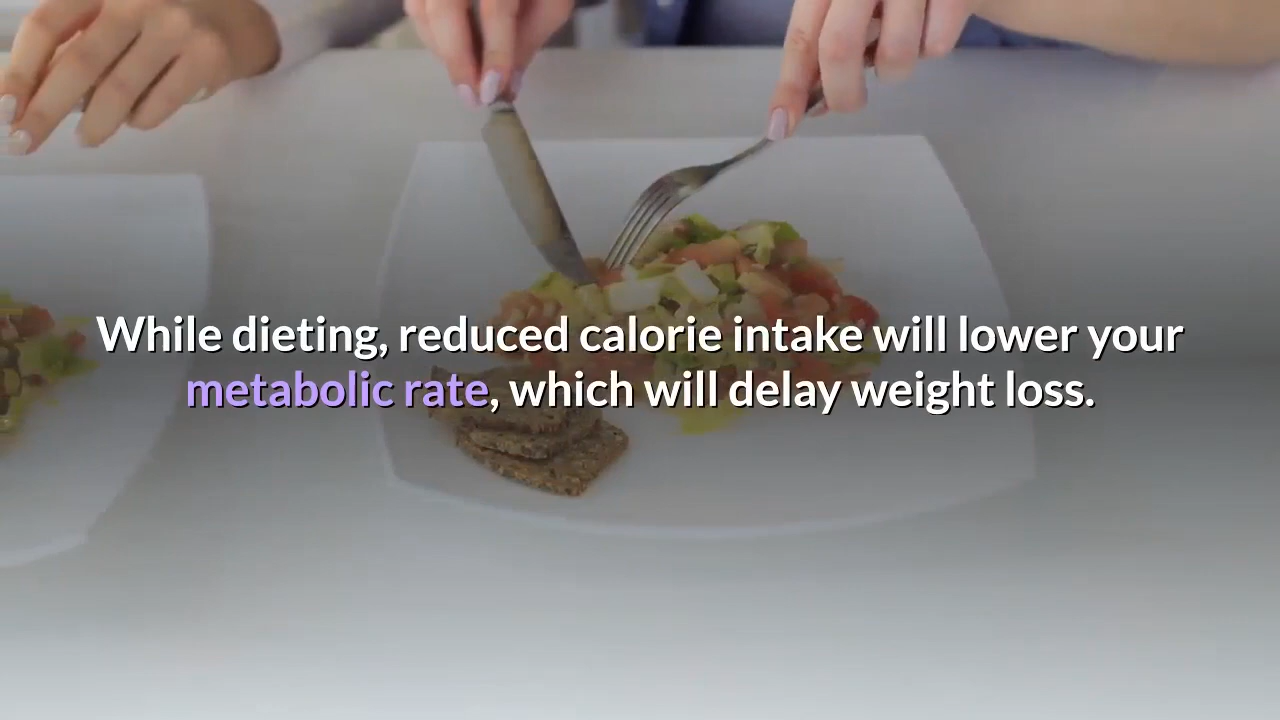 While dieting, reduced calorie intake will lower your
metabolic rate, which will delay weight loss.